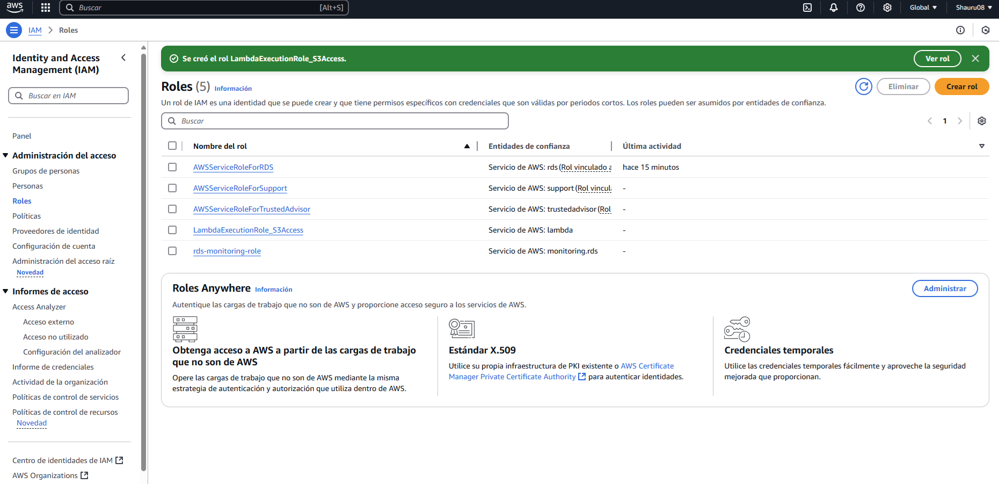 aws
Buscar
[Alt+S]
Global
Shauru08
IAM
Roles
Identity and Access
Management (IAM)
Buscar en IAM
Panel
Administración del acceso
Grupos de personas
Personas
Roles
Políticas
Proveedores de identidad
Configuración de cuenta
Administración del acceso raíz
Novedad
Informes de acceso
Access Analyzer
Acceso externo
Acceso no utilizado
Configuración del analizador
Informe de credenciales
Actividad de la organización
Políticas de control de servicios
Políticas de control de recursos
Novedad
Centro de identidades de IAM
AWS Organizations
Se creó el rol LambdaExecutionRole_S3Access.
Ver rol
Roles (5) Información
Eliminar
Crear rol
Un rol de IAM es una identidad que se puede crear y que tiene permisos específicos con credenciales que son válidas por periodos cortos. Los roles pueden ser asumidos por entidades de confianza.
Buscar
1
Nombre del rol Entidades de confianza Última actividad
AWSServiceRoleForRDS Servicio de AWS: rds (Rol vinculado a hace 15 minutos
AWSServiceRoleForSupport Servicio de AWS: support (Rol vincul -
AWSServiceRoleForTrustedAdvisor Servicio de AWS: trustedadvisor (Rol -
LambdaExecutionRole_S3Access Servicio de AWS: lambda -
rds-monitoring-role Servicio de AWS: monitoring.rds -
Roles Anywhere Información
Administrar
Autentique las cargas de trabajo que no son de AWS y proporcione acceso seguro a los servicios de AWS.
Obtenga acceso a AWS a partir de las cargas de trabajo
que no son de AWS
Opere las cargas de trabajo que no son de AWS mediante la misma
estrategia de autenticación y autorización que utiliza dentro de AWS.
Estándar X.509
Utilice su propia infraestructura de PKI existente o AWS Certificate
Manager Private Certificate Authority para autenticar identidades.
Credenciales temporales
Utilice las credenciales temporales fácilmente y aproveche la seguridad
mejorada que proporcionan.